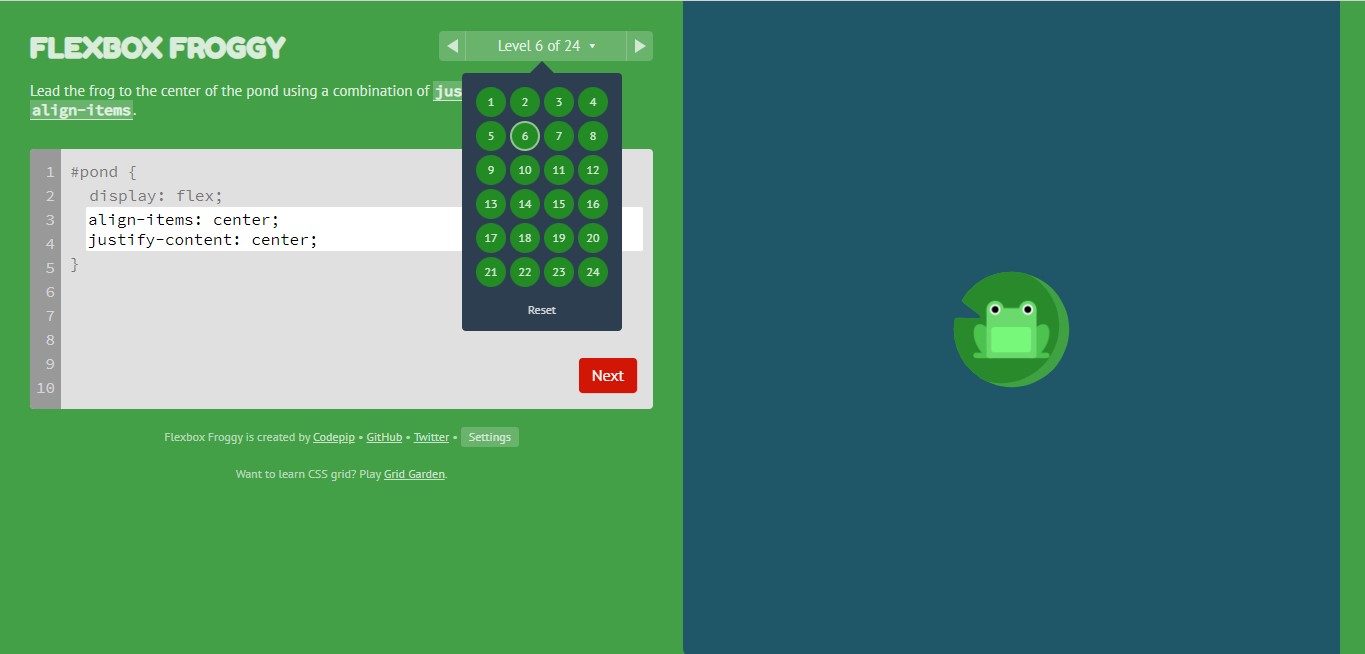 FLEXBOX FROGGY
Level 6 of 24
Lead the frog to the center of the pond using a combination of
align-items.
1 2 3 4
5 6 7 8
9 10 11 12
13 14 15 16
17 18 19 20
21 22 23 24
Reset
1 #pond {
2 display: flex;
3 align-items: center;
4 justify-content: center;
5 }
6
7
8
9
10
Next
Flexbox Froggy is created by Codepip • GitHub • Twitter • Settings
Want to learn CSS grid? Play Grid Garden.